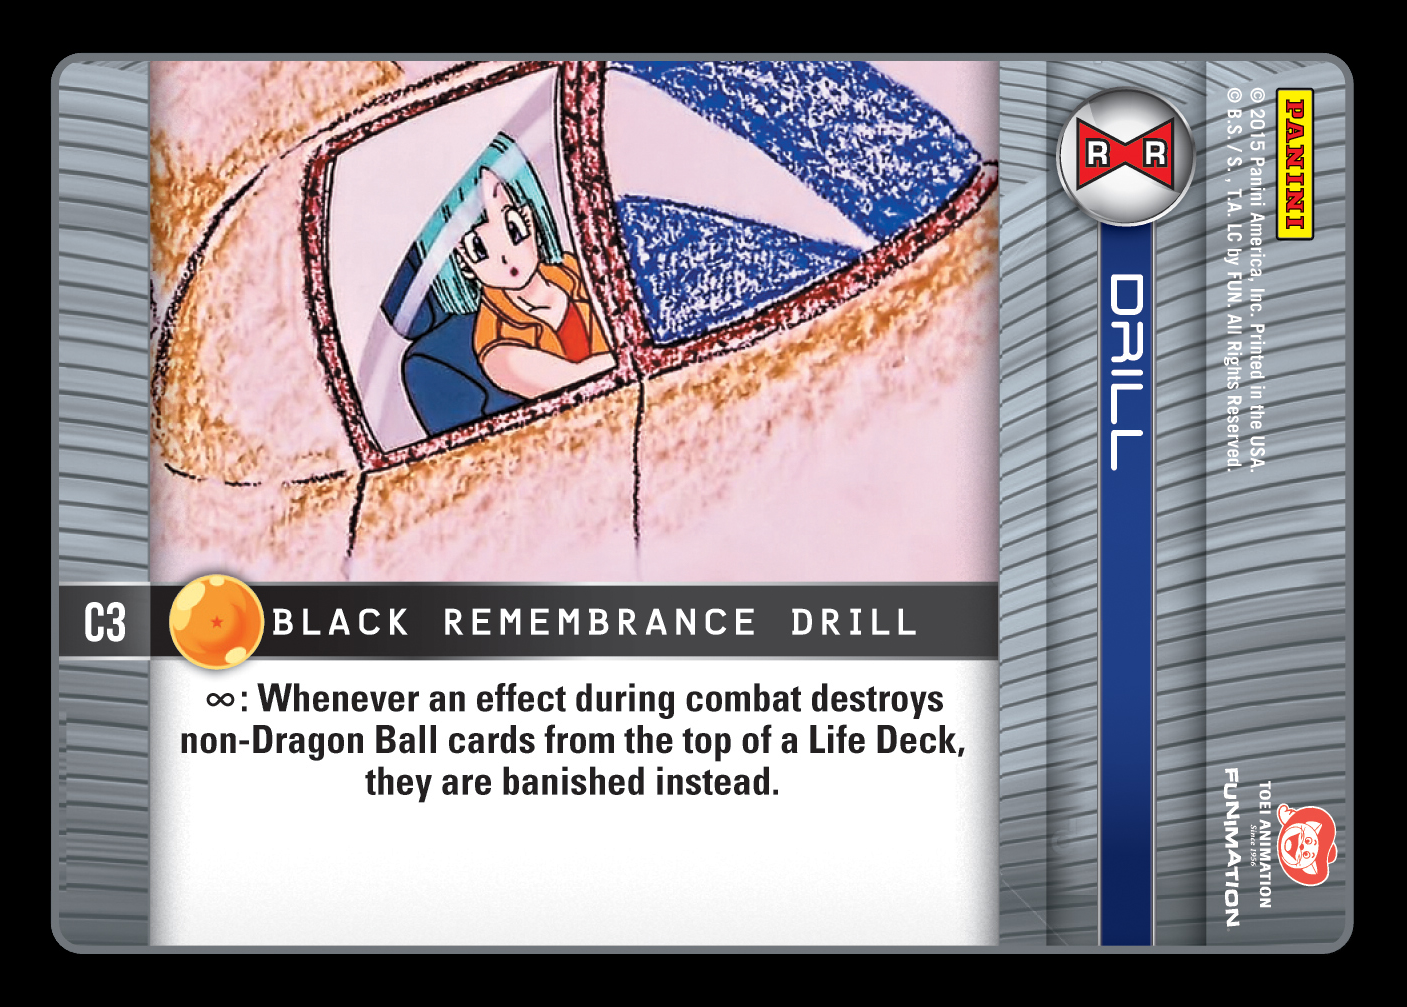 C3
BLACK REMEMBRANCE DRILL
∞: Whenever an effect during combat destroys
non-Dragon Ball cards from the top of a Life Deck,
they are banished instead.
R R
DRILL
PANINI
© 2015 Panini America, Inc. Printed in the USA.
© B.S./ S., T.A. LC by FUN. All Rights Reserved.
TOEI ANIMATION
Since 1956
FUNIMATION